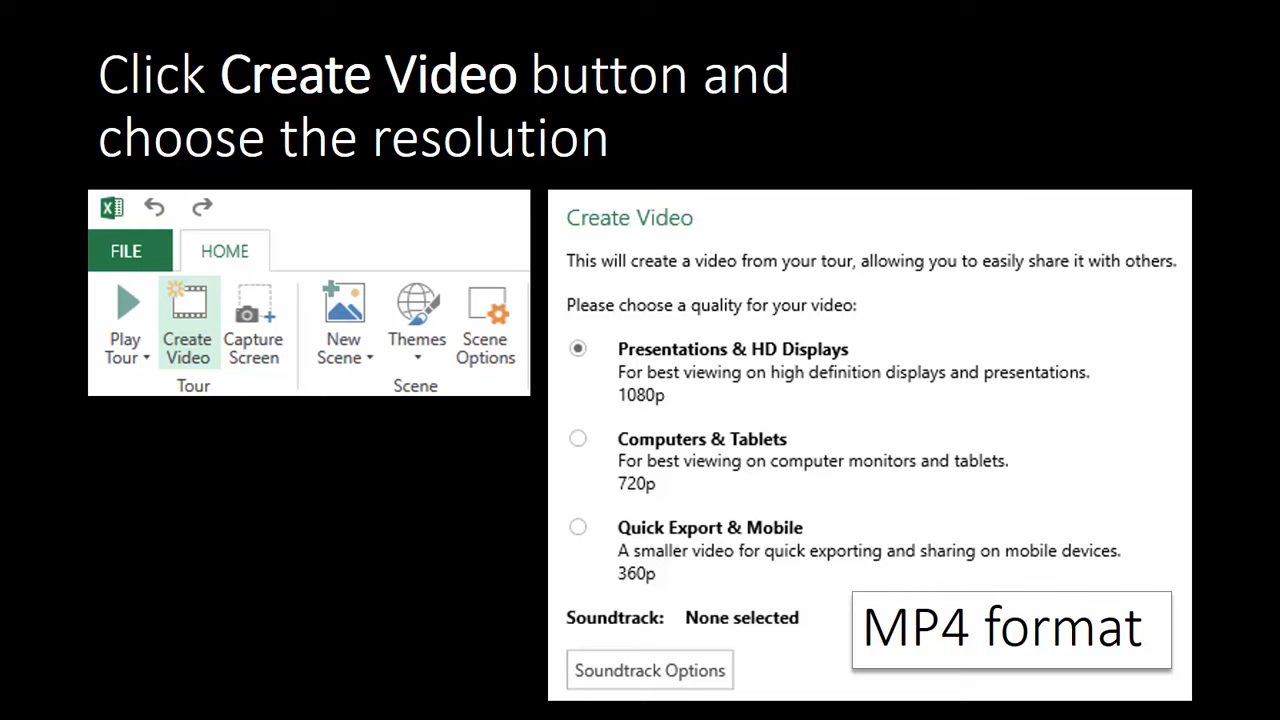 Click Create Video button and
choose the resolution
FILE
HOME
Play
Tour
Create
Video
Capture
Screen
New
Scene
Themes
Scene
Options
Tour
Scene
Create Video
This will create a video from your tour, allowing you to easily share it with others.
Please choose a quality for your video:
Presentations & HD Displays
For best viewing on high definition displays and presentations.
1080p
Computers & Tablets
For best viewing on computer monitors and tablets.
720p
Quick Export & Mobile
A smaller video for quick exporting and sharing on mobile devices.
360p
Soundtrack: None selected
MP4 format
Soundtrack Options